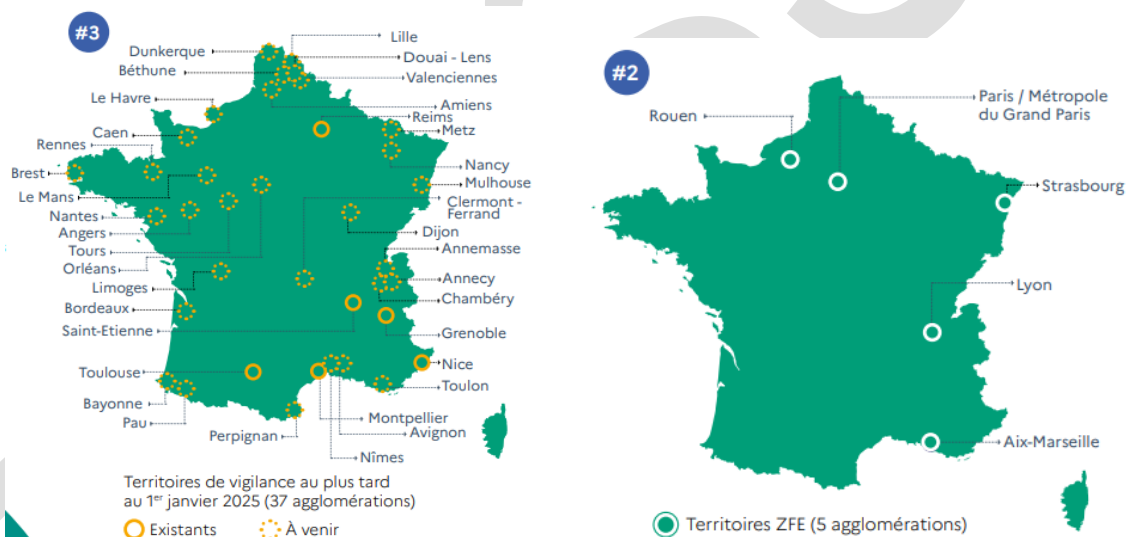 #3
Lille
Dunkerque
Douai - Lens
Béthune
Valenciennes
Le Havre
Amiens
Reims
Caen
Metz
Rennes
Nancy
Brest
Mulhouse
Le Mans
Clermont -
Ferrand
Nantes
Angers
Dijon
Tours
Annemasse
Orléans
Annecy
Limoges
Chambéry
Bordeaux
Saint-Etienne
Grenoble
Nice
Toulouse
Toulon
Bayonne
Montpellier
Pau
Avignon
Perpignan
Nîmes
Territoires de vigilance au plus tard
au 1er janvier 2025 (37 agglomérations)
Existants
À venir
#2
Paris / Métropole
du Grand Paris
Rouen
Strasbourg
Lyon
Aix-Marseille
Territoires ZFE (5 agglomérations)